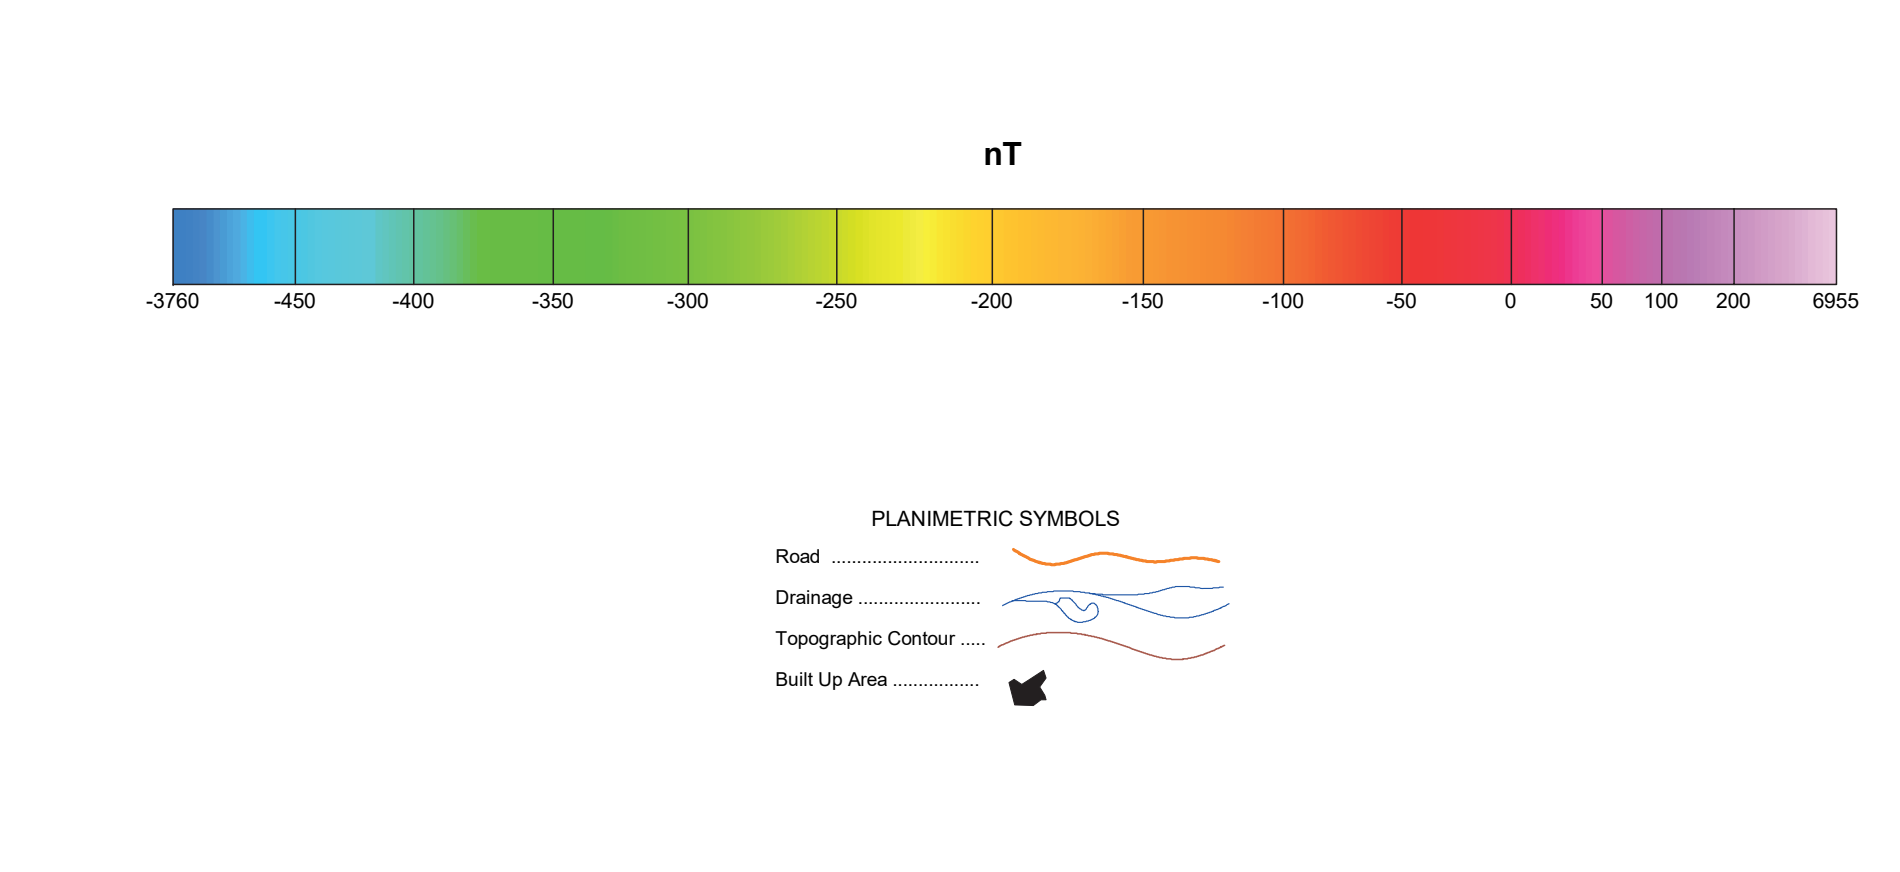 nT
-3760 -450 -400 -350 -300 -250 -200 -150 -100 -50 0 50 100 200 6955
PLANIMETRIC SYMBOLS
Road ............................
Drainage ........................
Topographic Contour .....
Built Up Area .................